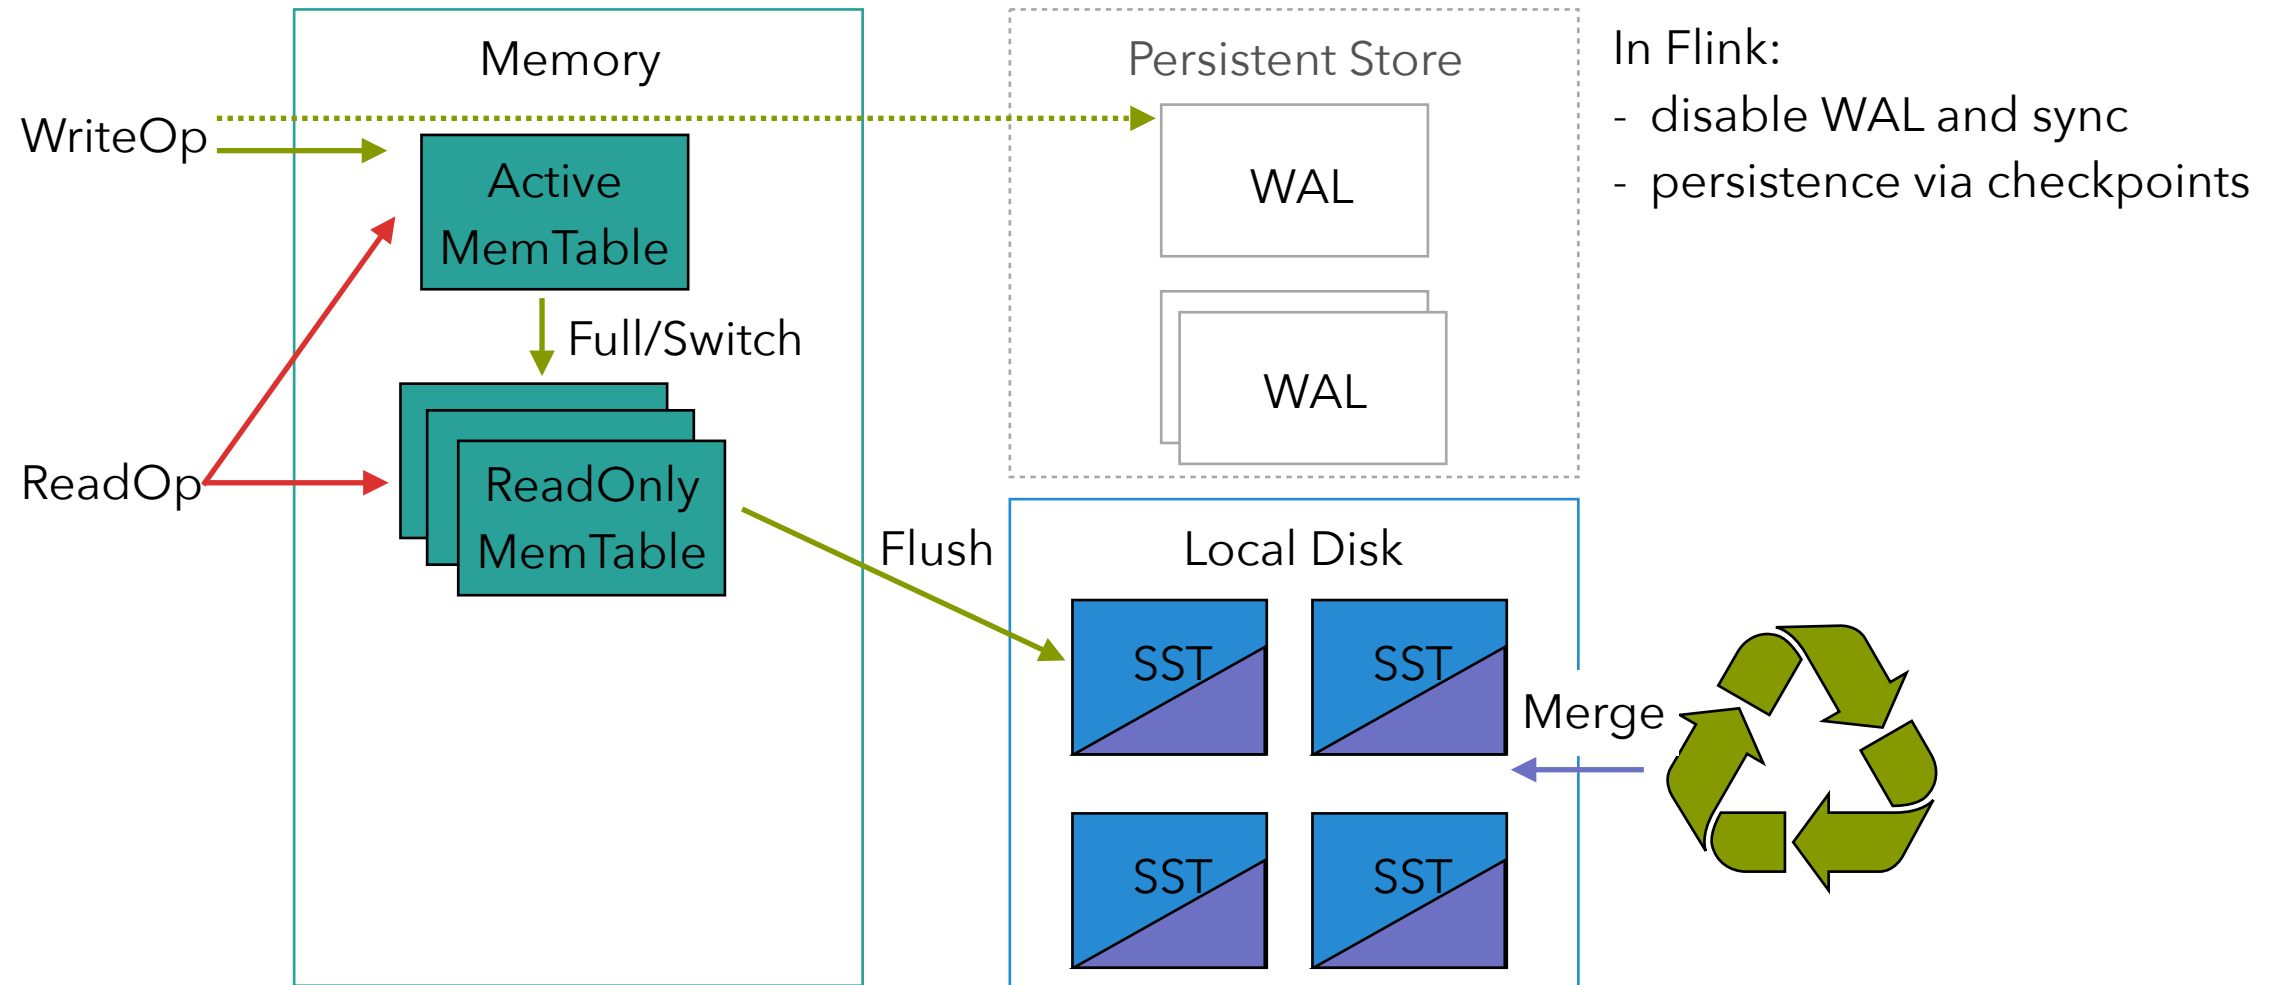 Memory
Persistent Store
In Flink:
- disable WAL and sync
- persistence via checkpoints
WriteOp
Active
MemTable
WAL
Full/Switch
WAL
ReadOp
ReadOnly
MemTable
Flush
Local Disk
SST
SST
Merge
SST
SST